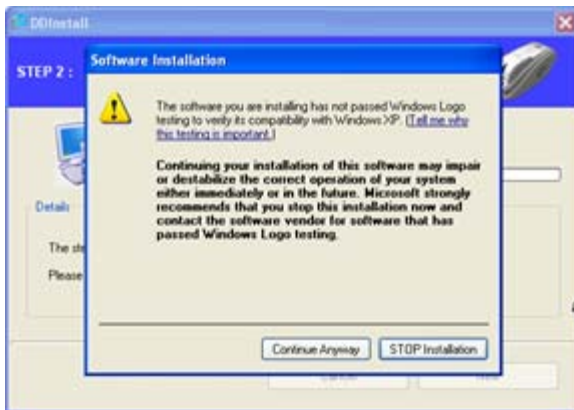 DDInstall
STEP 2 :
Software Installation
The software you are installing has not passed Windows Logo
testing to verify its compatibility with Windows XP. (Tell me why
this testing is important.)
Continuing your installation of this software may impair
or destabilize the correct operation of your system
either immediately or in the future. Microsoft strongly
recommends that you stop this installation now and
contact the software vendor for software that has
passed Windows Logo testing.
Details
The
Please
Continue Anyway
STOP Installation